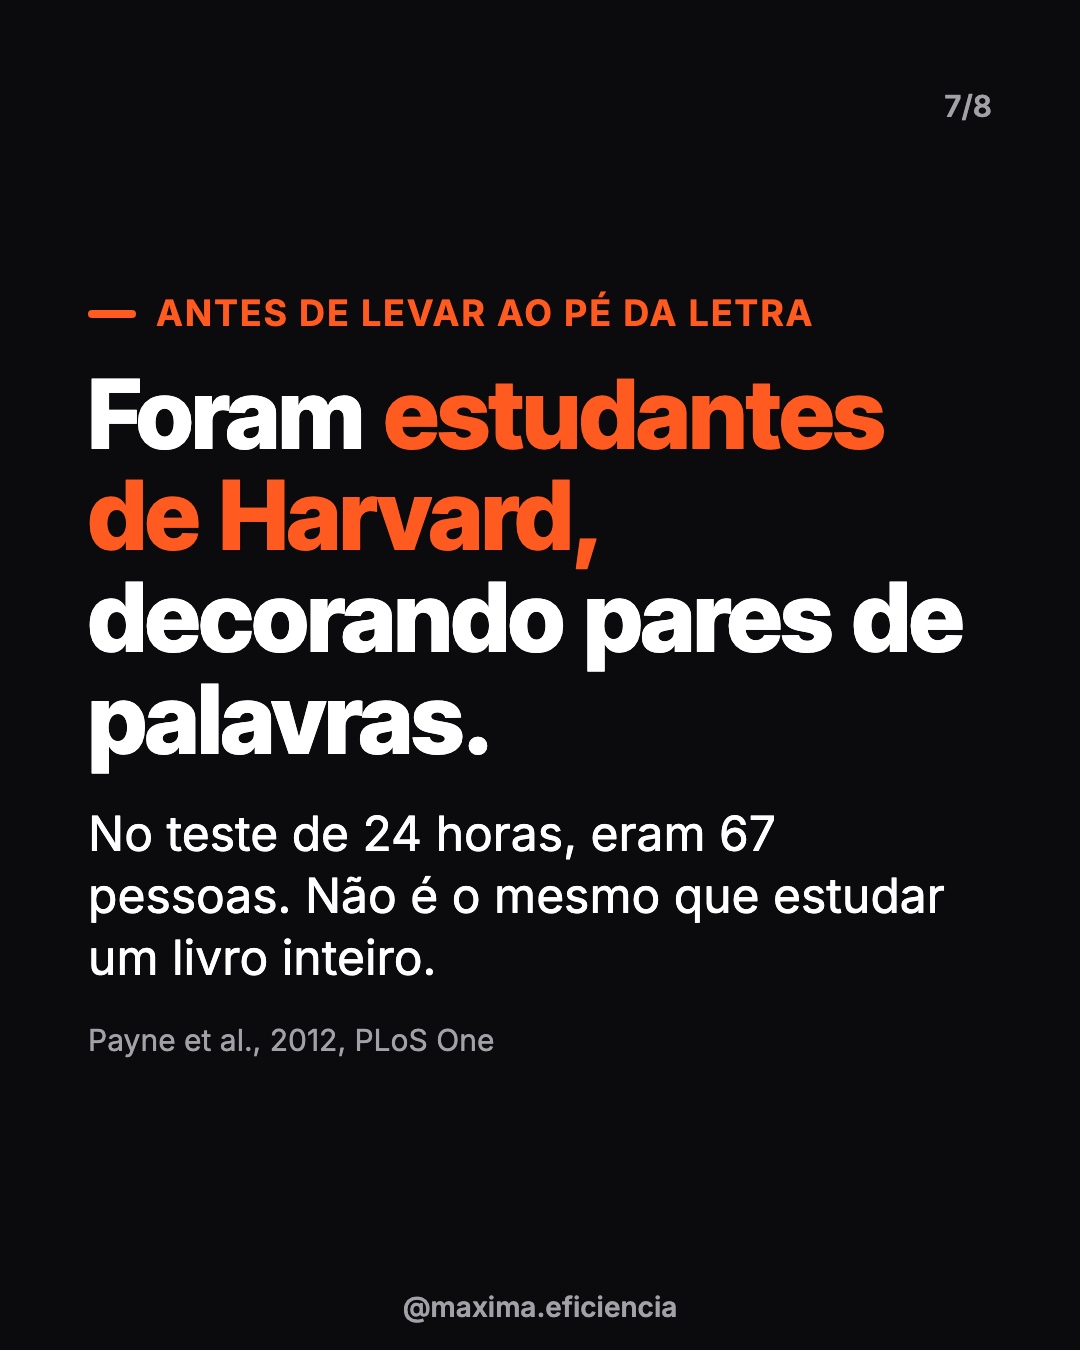 7/8
ANTES DE LEVAR AO PÉ DA LETRA
Foram estudantes
de Harvard,
decorando pares de
palavras.
No teste de 24 horas, eram 67
pessoas. Não é o mesmo que estudar
um livro inteiro.
Payne et al., 2012, PLoS One
@maxima.eficiencia